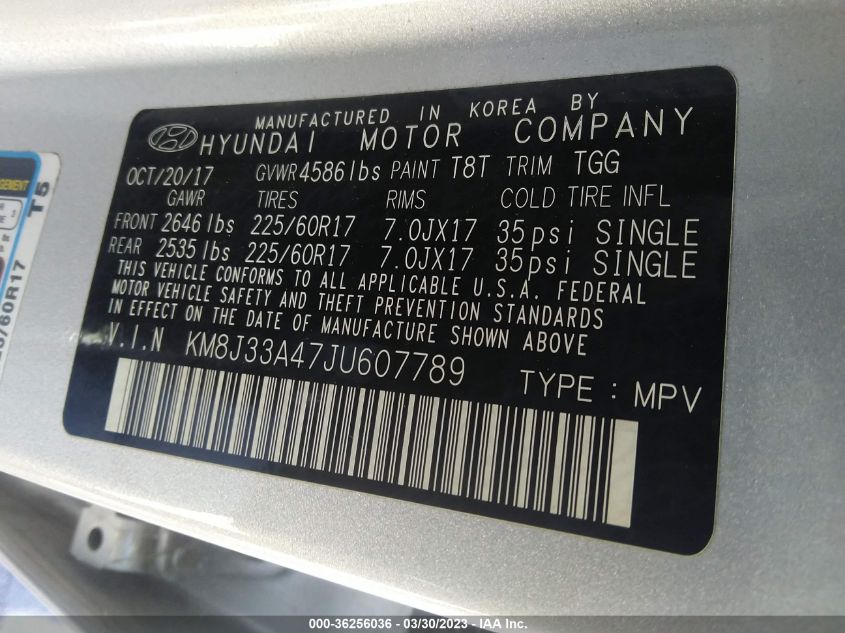 MANUFACTURED IN KOREA BY
HYUNDAI MOTOR COMPANY
OCT/20/17 GVWR 4586 lbs PAINT T8T TRIM TGG
GAWR TIRES RIMS COLD TIRE INFL
FRONT 2646 lbs 225/60R17 7.0JX17 35psi SINGLE
REAR 2535 lbs 225/60R17 7.0JX17 35psi SINGLE
THIS VEHICLE CONFORMS TO ALL APPLICABLE U.S.A. FEDERAL
MOTOR VEHICLE SAFETY AND THEFT PREVENTION STANDARDS
IN EFFECT ON THE DATE OF MANUFACTURE SHOWN ABOVE
V.I.N KM8J33A47JU607789
TYPE : MPV
T5
/60R17
000-36256036 - 03/30/2023 - IAA Inc.